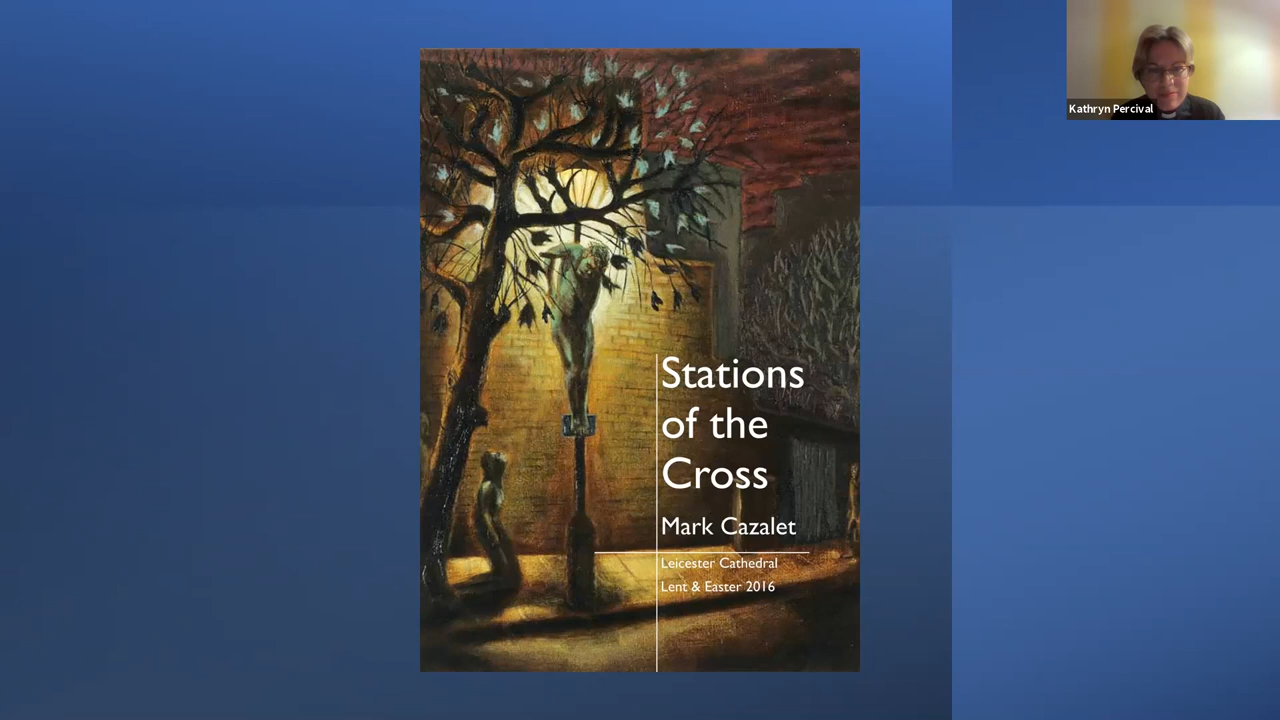 Stations
of the
Cross
Mark Cazalet
Leicester Cathedral
Lent & Easter 2016
Kathryn Percival